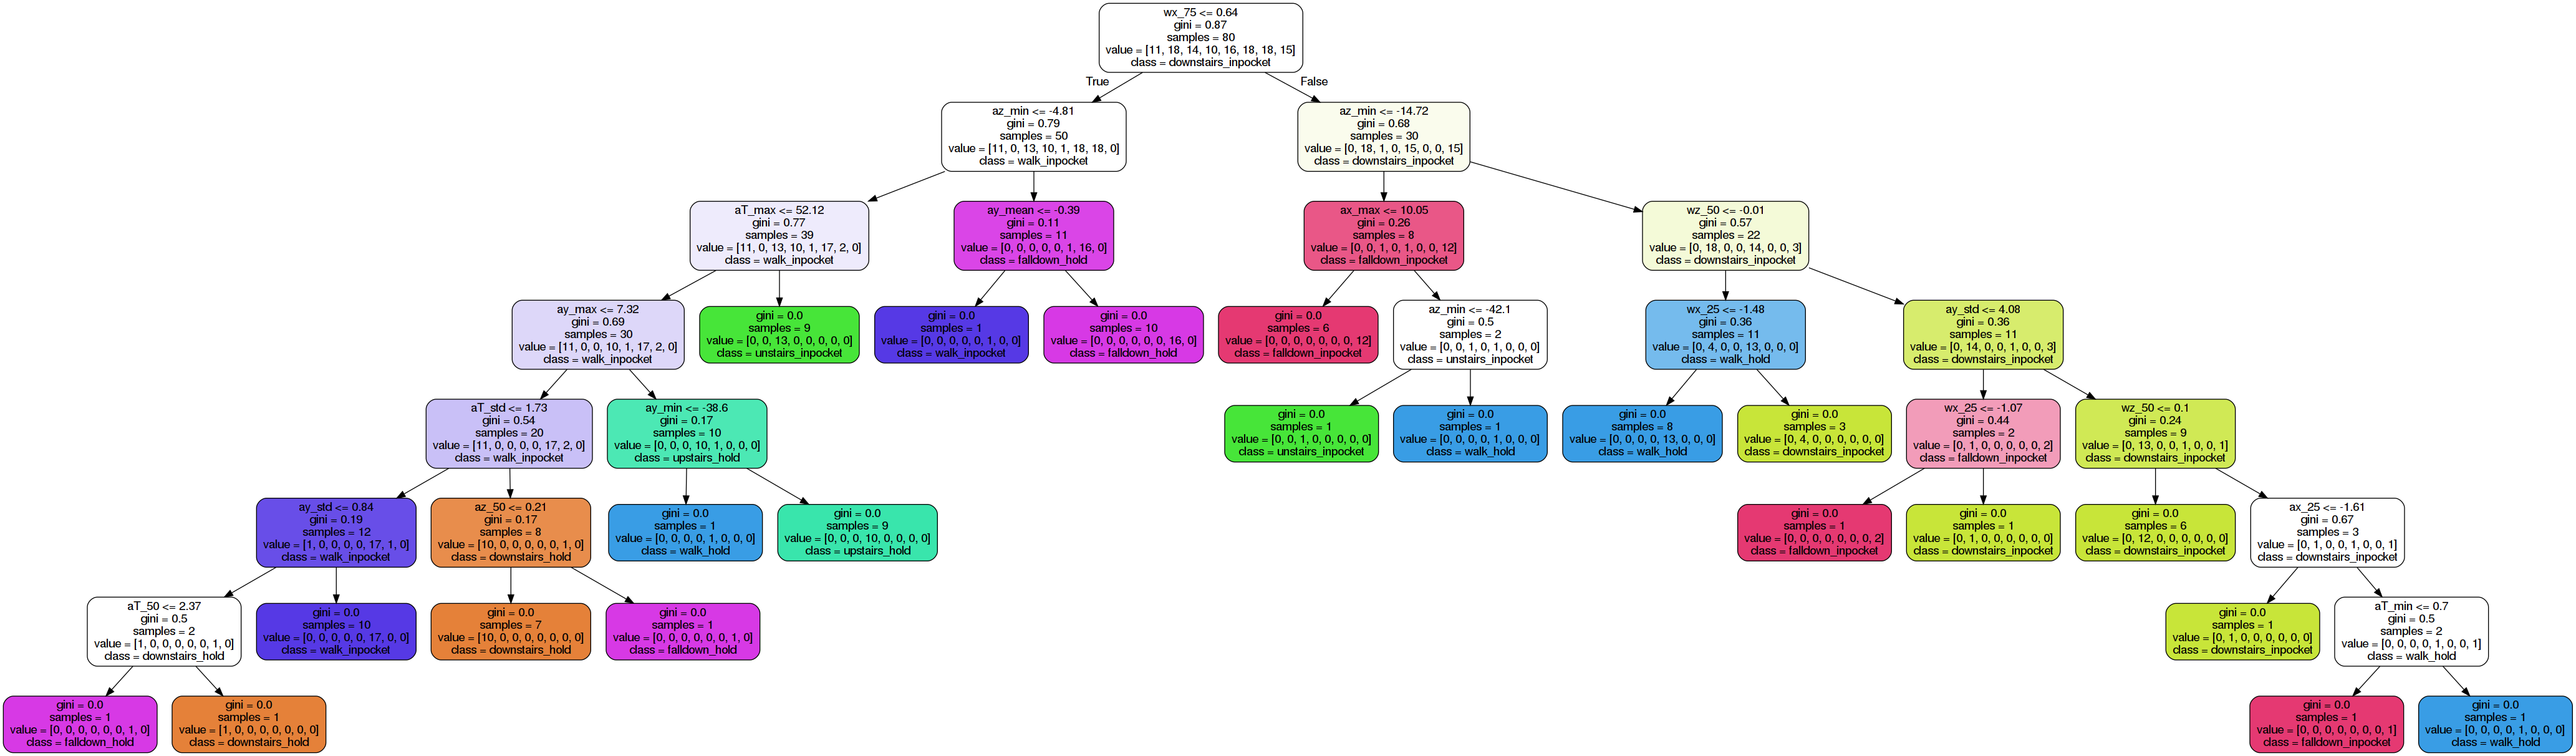 wx_75 <= 0.64
gini = 0.87
samples = 80
value = [11, 18, 14, 10, 16, 18, 18, 15]
class = downstairs_inpocket
True
False
az_min <= -4.81
gini = 0.79
samples = 50
value = [11, 0, 13, 10, 1, 18, 18, 0]
class = walk_inpocket
az_min <= -14.72
gini = 0.68
samples = 30
value = [0, 18, 1, 0, 15, 0, 0, 15]
class = downstairs_inpocket
aT_max <= 52.12
gini = 0.77
samples = 39
value = [11, 0, 13, 10, 1, 17, 2, 0]
class = walk_inpocket
ay_mean <= -0.39
gini = 0.11
samples = 11
value = [0, 0, 0, 0, 0, 1, 16, 0]
class = falldown_hold
ax_max <= 10.05
gini = 0.26
samples = 8
value = [0, 0, 1, 0, 1, 0, 0, 12]
class = falldown_inpocket
wz_50 <= -0.01
gini = 0.57
samples = 22
value = [0, 18, 0, 0, 14, 0, 0, 3]
class = downstairs_inpocket
ay_max <= 7.32
gini = 0.69
samples = 30
value = [11, 0, 0, 10, 1, 17, 2, 0]
class = walk_inpocket
gini = 0.0
samples = 9
value = [0, 0, 13, 0, 0, 0, 0, 0]
class = unstairs_inpocket
gini = 0.0
samples = 1
value = [0, 0, 0, 0, 0, 1, 0, 0]
class = walk_inpocket
gini = 0.0
samples = 10
value = [0, 0, 0, 0, 0, 0, 16, 0]
class = falldown_hold
gini = 0.0
samples = 6
value = [0, 0, 0, 0, 0, 0, 0, 12]
class = falldown_inpocket
az_min <= -42.1
gini = 0.5
samples = 2
value = [0, 0, 1, 0, 1, 0, 0, 0]
class = unstairs_inpocket
wx_25 <= -1.48
gini = 0.36
samples = 11
value = [0, 4, 0, 0, 13, 0, 0, 0]
class = walk_hold
ay_std <= 4.08
gini = 0.36
samples = 11
value = [0, 14, 0, 0, 1, 0, 0, 3]
class = downstairs_inpocket
aT_std <= 1.73
gini = 0.54
samples = 20
value = [11, 0, 0, 0, 0, 17, 2, 0]
class = walk_inpocket
ay_min <= -38.6
gini = 0.17
samples = 10
value = [0, 0, 0, 10, 1, 0, 0, 0]
class = upstairs_hold
gini = 0.0
samples = 1
value = [0, 0, 1, 0, 0, 0, 0, 0]
class = unstairs_inpocket
gini = 0.0
samples = 1
value = [0, 0, 0, 0, 1, 0, 0, 0]
class = walk_hold
gini = 0.0
samples = 8
value = [0, 0, 0, 0, 13, 0, 0, 0]
class = walk_hold
gini = 0.0
samples = 3
value = [0, 4, 0, 0, 0, 0, 0, 0]
class = downstairs_inpocket
wx_25 <= -1.07
gini = 0.44
samples = 2
value = [0, 1, 0, 0, 0, 0, 0, 2]
class = falldown_inpocket
wz_50 <= 0.1
gini = 0.24
samples = 9
value = [0, 13, 0, 0, 1, 0, 0, 1]
class = downstairs_inpocket
ay_std <= 0.84
gini = 0.19
samples = 12
value = [1, 0, 0, 0, 0, 17, 1, 0]
class = walk_inpocket
az_50 <= 0.21
gini = 0.17
samples = 8
value = [10, 0, 0, 0, 0, 0, 1, 0]
class = downstairs_hold
gini = 0.0
samples = 1
value = [0, 0, 0, 0, 1, 0, 0, 0]
class = walk_hold
gini = 0.0
samples = 9
value = [0, 0, 0, 10, 0, 0, 0, 0]
class = upstairs_hold
gini = 0.0
samples = 1
value = [0, 0, 0, 0, 0, 0, 0, 2]
class = falldown_inpocket
gini = 0.0
samples = 1
value = [0, 1, 0, 0, 0, 0, 0, 0]
class = downstairs_inpocket
gini = 0.0
samples = 6
value = [0, 12, 0, 0, 0, 0, 0, 0]
class = downstairs_inpocket
ax_25 <= -1.61
gini = 0.67
samples = 3
value = [0, 1, 0, 0, 1, 0, 0, 1]
class = downstairs_inpocket
aT_50 <= 2.37
gini = 0.5
samples = 2
value = [1, 0, 0, 0, 0, 0, 1, 0]
class = downstairs_hold
gini = 0.0
samples = 10
value = [0, 0, 0, 0, 0, 17, 0, 0]
class = walk_inpocket
gini = 0.0
samples = 7
value = [10, 0, 0, 0, 0, 0, 0, 0]
class = downstairs_hold
gini = 0.0
samples = 1
value = [0, 0, 0, 0, 0, 0, 1, 0]
class = falldown_hold
gini = 0.0
samples = 1
value = [0, 1, 0, 0, 0, 0, 0, 0]
class = downstairs_inpocket
aT_min <= 0.7
gini = 0.5
samples = 2
value = [0, 0, 0, 0, 1, 0, 0, 1]
class = walk_hold
gini = 0.0
samples = 1
value = [0, 0, 0, 0, 0, 0, 1, 0]
class = falldown_hold
gini = 0.0
samples = 1
value = [1, 0, 0, 0, 0, 0, 0, 0]
class = downstairs_hold
gini = 0.0
samples = 1
value = [0, 0, 0, 0, 0, 0, 0, 1]
class = falldown_inpocket
gini = 0.0
samples = 1
value = [0, 0, 0, 0, 1, 0, 0, 0]
class = walk_hold